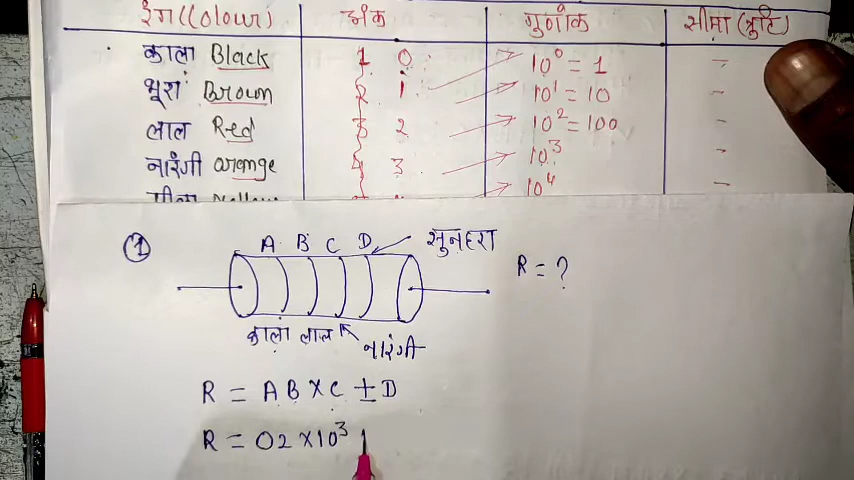 रंग (Colour) अंक गुणांक सीमा (त्रुटि)
काला Black 1 0 10⁰ = 1 -
भूरा Brown 2 1 10¹ = 10 -
लाल Red 3 2 10² = 100 -
नारंगी orange 4 3 10³ -
10⁴ -
① A B C D सुनहरा
R = ?
काला लाल नारंगी
R = AB × C ± D
R = 02 × 10³